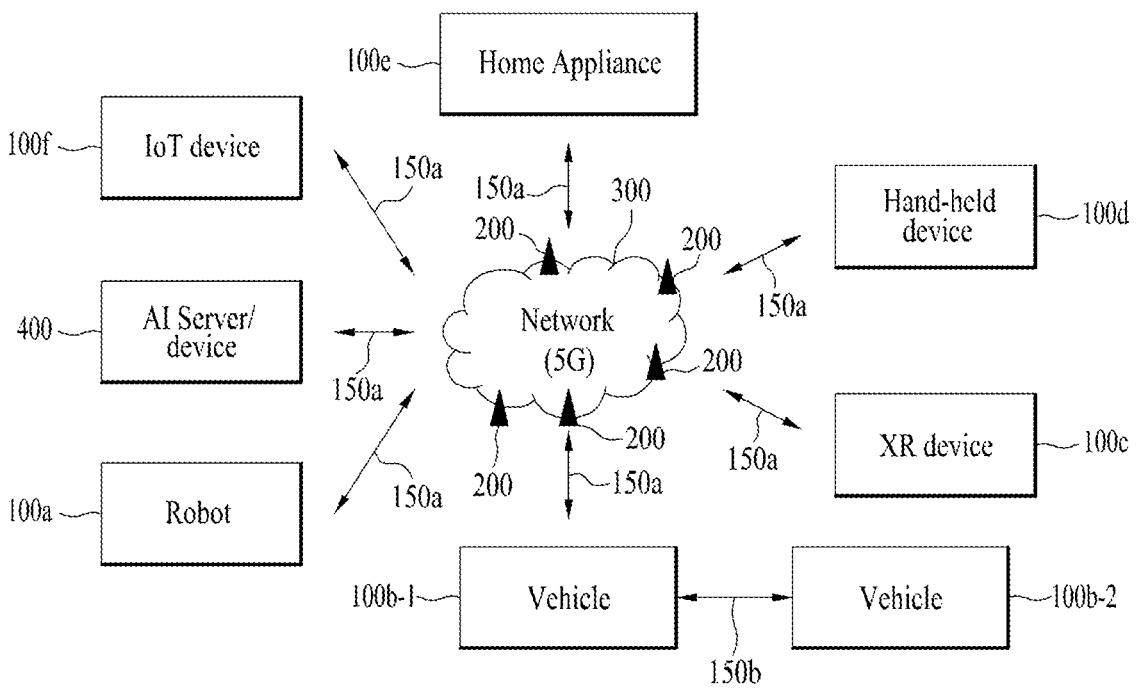 100e
Home Appliance
100f
IoT device
150a
150a
300
200
200
Hand-held
device
100d
150a
400
AI Server/
device
150a
Network
(5G)
200
200
200
150a
XR device
100c
100a
Robot
150a
150a
100b-1
Vehicle
150b
Vehicle
100b-2